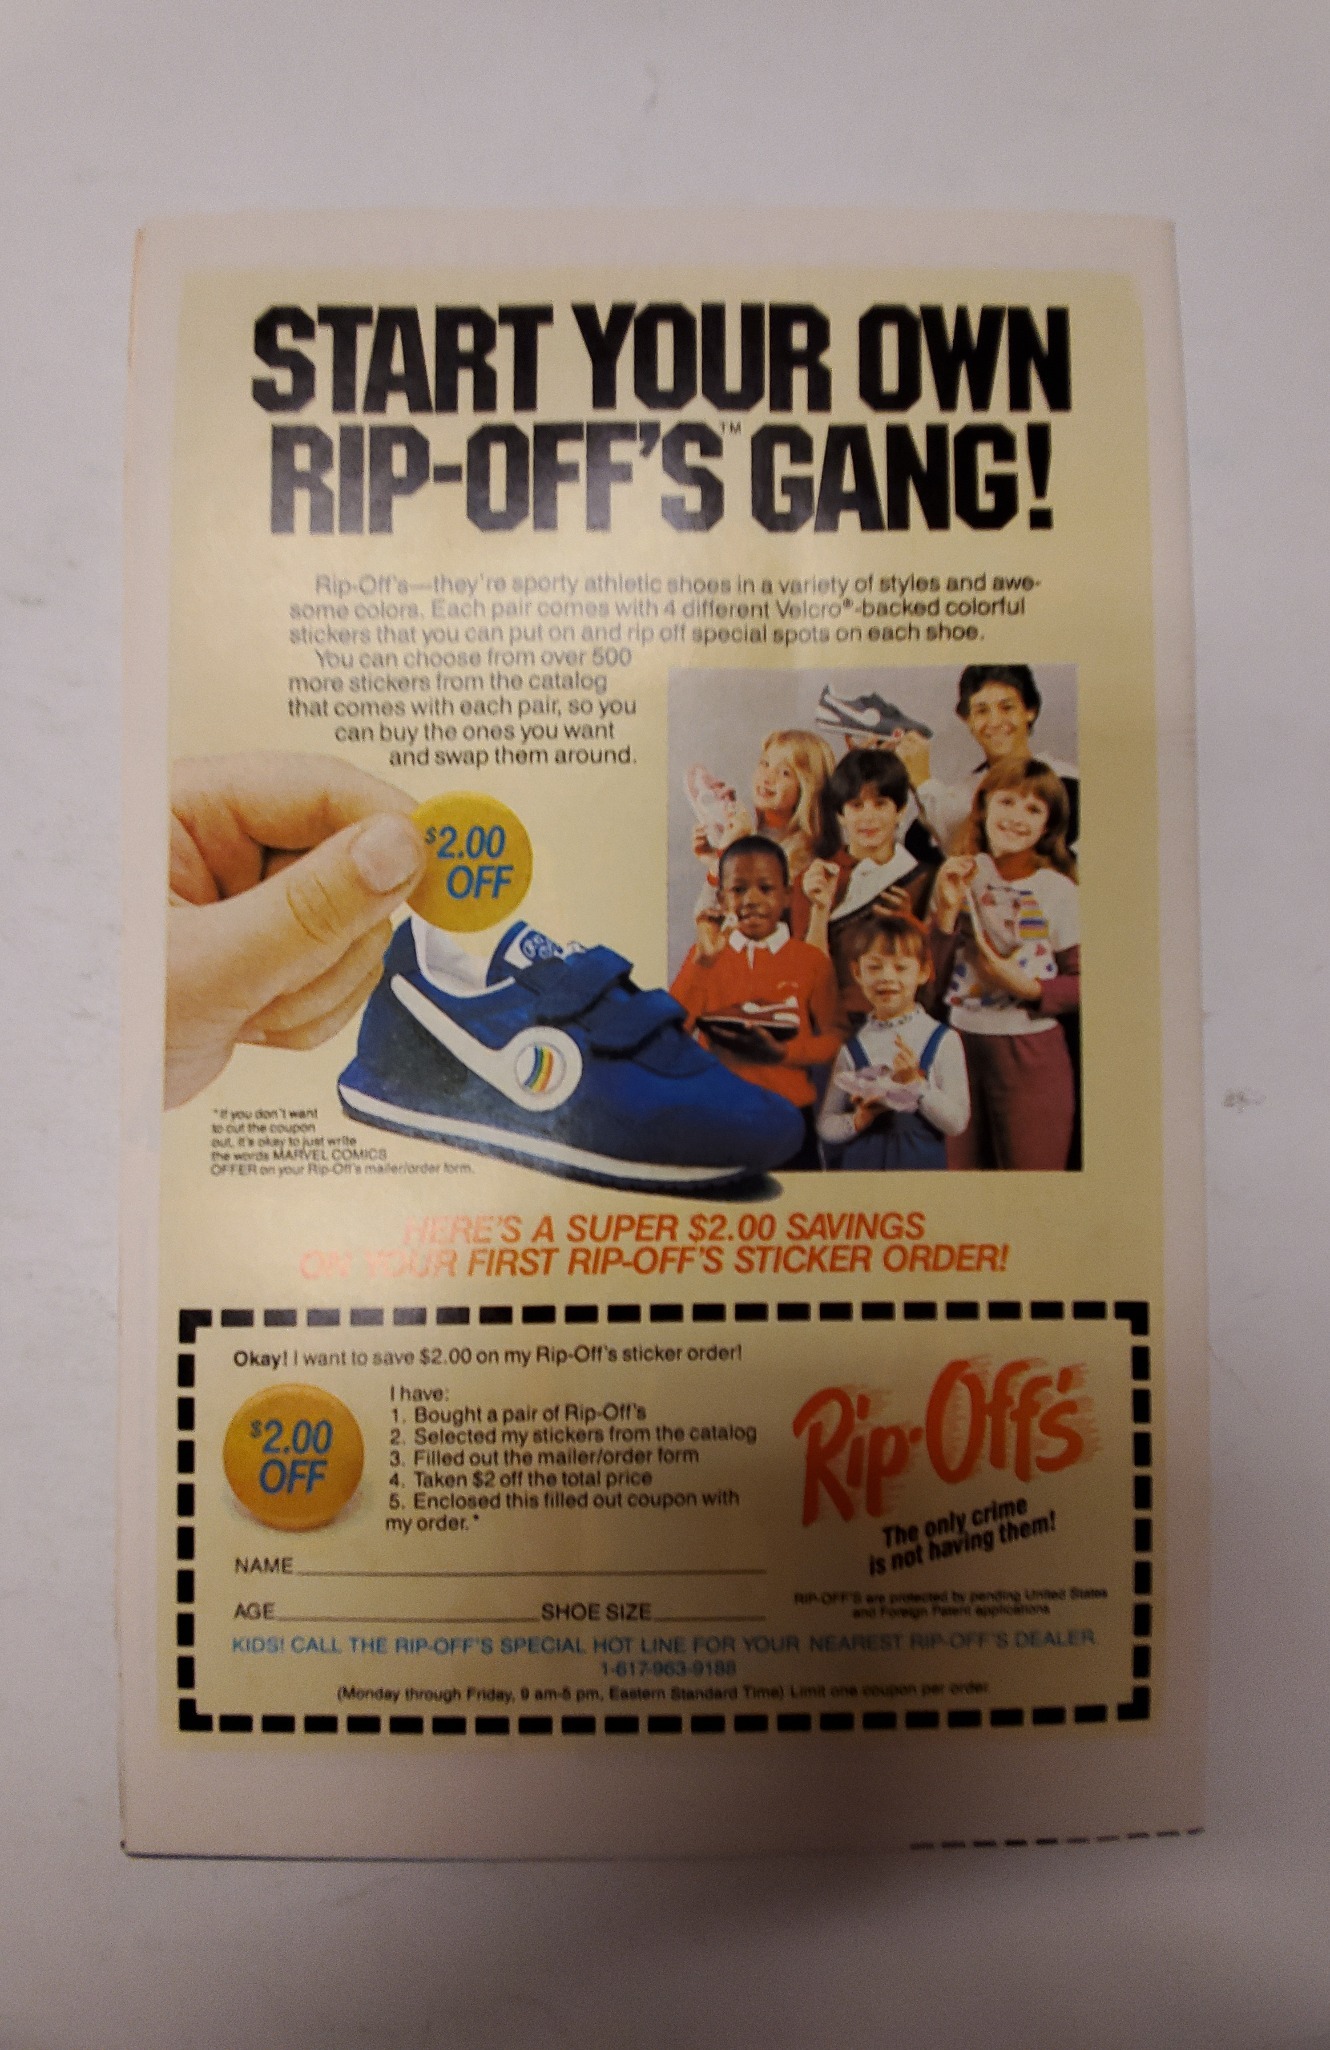 START YOUR OWN
RIP-OFF'S™ GANG!
Rip-Off's—they're sporty athletic shoes in a variety of styles and awe-
some colors. Each pair comes with 4 different Velcro®-backed colorful
stickers that you can put on and rip off special spots on each shoe.
You can choose from over 500
more stickers from the catalog
that comes with each pair, so you
can buy the ones you want
and swap them around.
$2.00
OFF
*If you don't want
to cut the coupon
out, it's okay to just write
the words MARVEL COMICS
OFFER on your Rip-Off's mailer/order form.
HERE'S A SUPER $2.00 SAVINGS
ON YOUR FIRST RIP-OFF'S STICKER ORDER!
Okay! I want to save $2.00 on my Rip-Off's sticker order!
$2.00
OFF
I have:
1. Bought a pair of Rip-Off's
2. Selected my stickers from the catalog
3. Filled out the mailer/order form
4. Taken $2 off the total price
5. Enclosed this filled out coupon with
my order.*
Rip-Off's
The only crime
is not having them!
NAME
AGE SHOE SIZE
RIP-OFF'S are protected by pending United States
and Foreign Patent applications
KIDS! CALL THE RIP-OFF'S SPECIAL HOT LINE FOR YOUR NEAREST RIP-OFF'S DEALER.
1-617-963-9188
(Monday through Friday, 9 am-5 pm, Eastern Standard Time) Limit one coupon per order